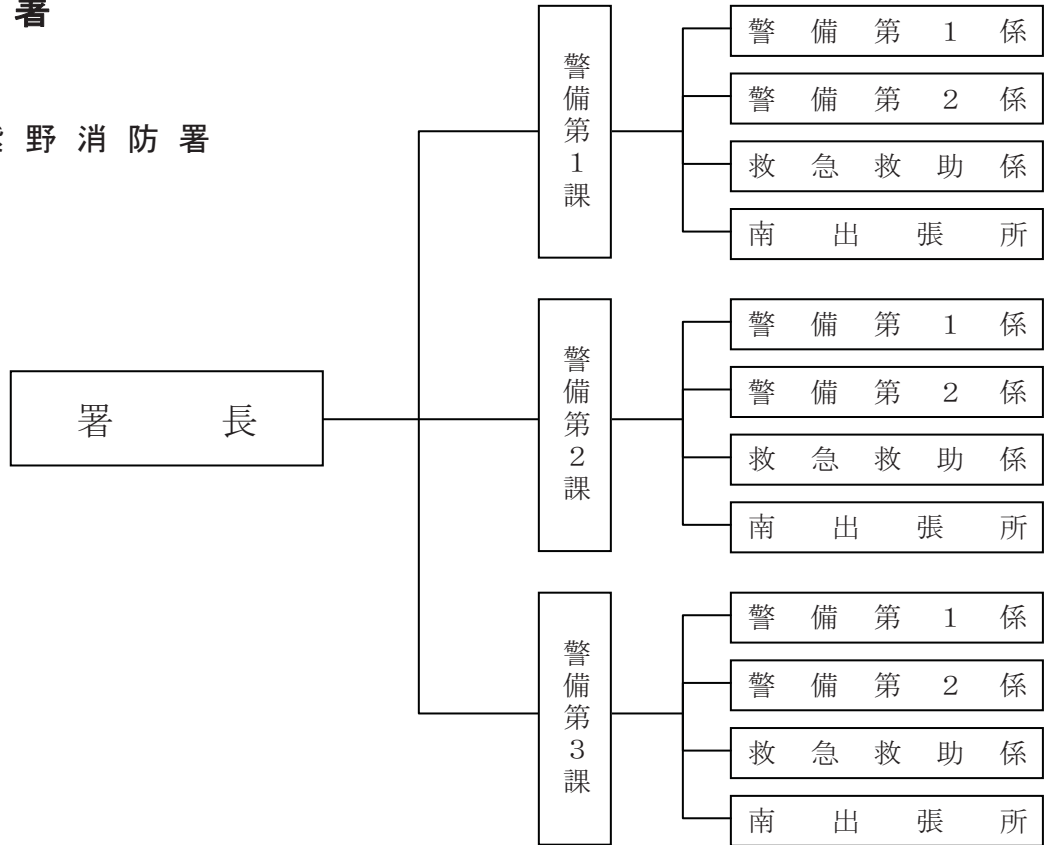 署
野消防署
署長
警備第1課
警備第1係
警備第2係
救急救助係
南出張所
警備第2課
警備第1係
警備第2係
救急救助係
南出張所
警備第3課
警備第1係
警備第2係
救急救助係
南出張所